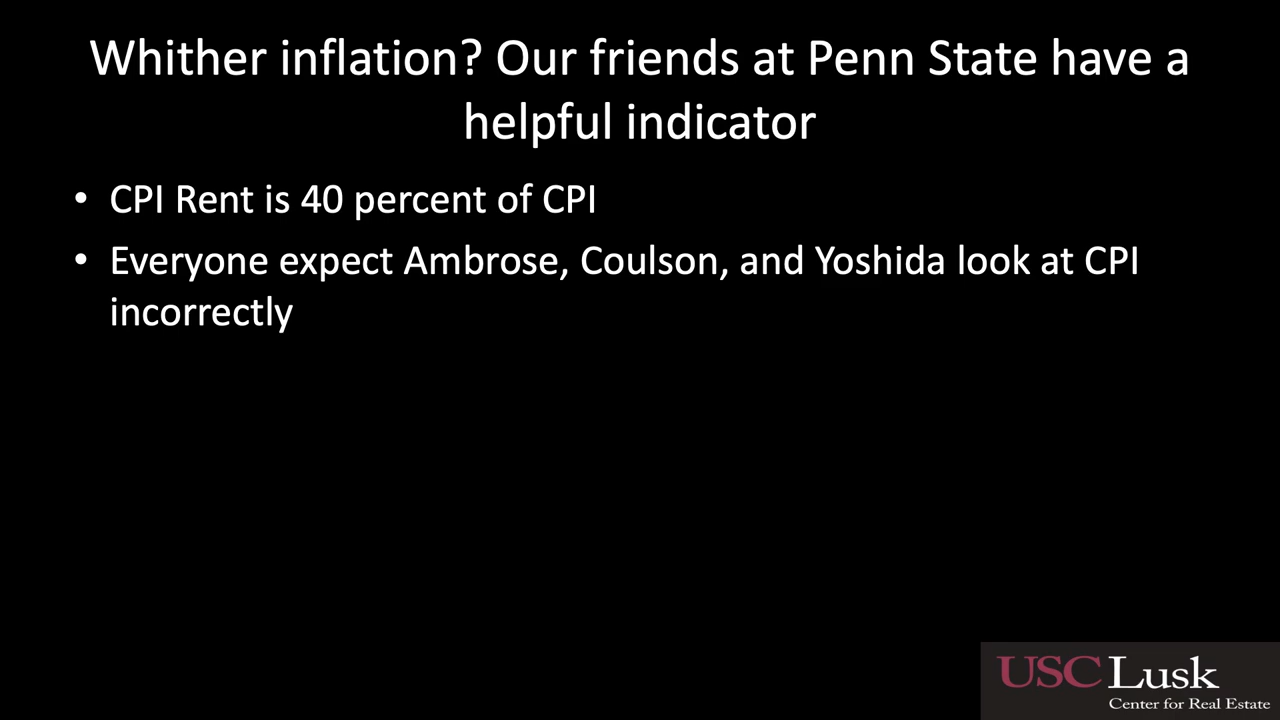 Whither inflation? Our friends at Penn State have a
helpful indicator
• CPI Rent is 40 percent of CPI
• Everyone expect Ambrose, Coulson, and Yoshida look at CPI
incorrectly
USC Lusk
Center for Real Estate